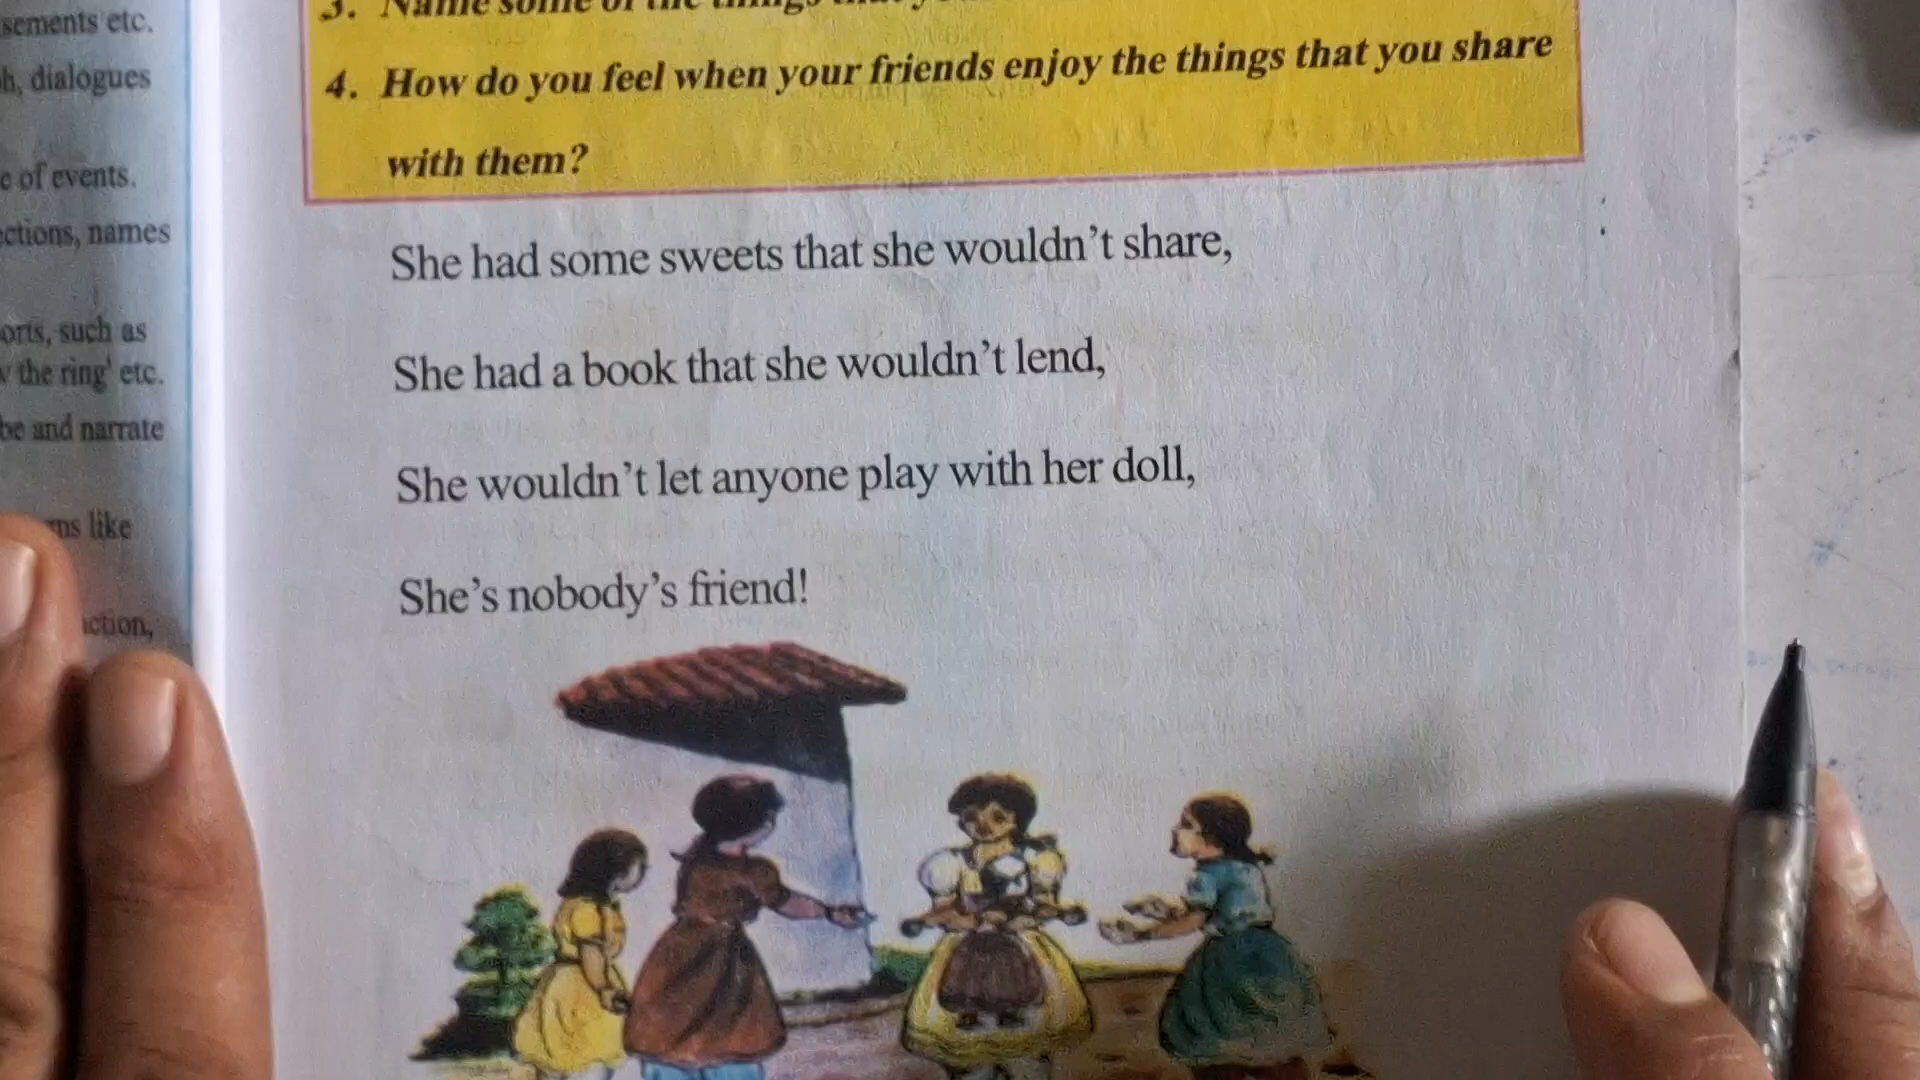 sements etc.
h, dialogues
e of events.
ctions, names
orts, such as
the ring' etc.
be and narrate
ms like
ction,
3. Name some of the things that
4. How do you feel when your friends enjoy the things that you share
with them?
She had some sweets that she wouldn't share,
She had a book that she wouldn't lend,
She wouldn't let anyone play with her doll,
She's nobody's friend!